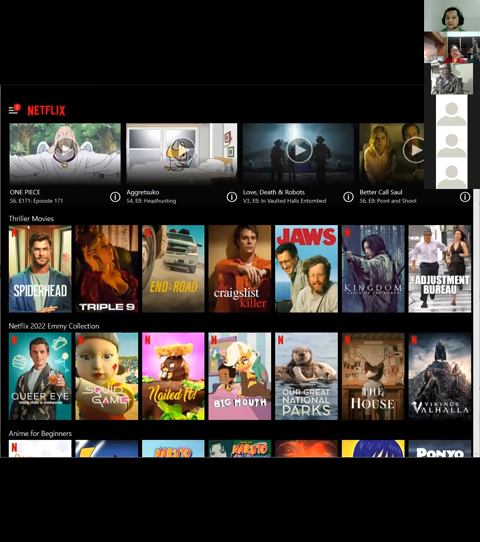 NETFLIX
ONE PIECE
S6, E171: Episode 171
Aggretsuko
S4, E8: Headhunting
Love, Death & Robots
V3, E8: In Vaulted Halls Entombed
Better Call Saul
S6, E8: Point and Shoot
Thriller Movies
SPIDERHEAD
TRIPLE 9
END OF THE ROAD
craigslist
killer
JAWS
KINGDOM
ADJUSTMENT
BUREAU
Netflix 2022 Emmy Collection
QUEER EYE
SQUID
GAME
Nailed It!
BIG MOUTH
OUR GREAT
NATIONAL
PARKS
THE
HOUSE
VIKINGS
VALHALLA
Anime for Beginners
NARUTO
NARUTO
PONYO